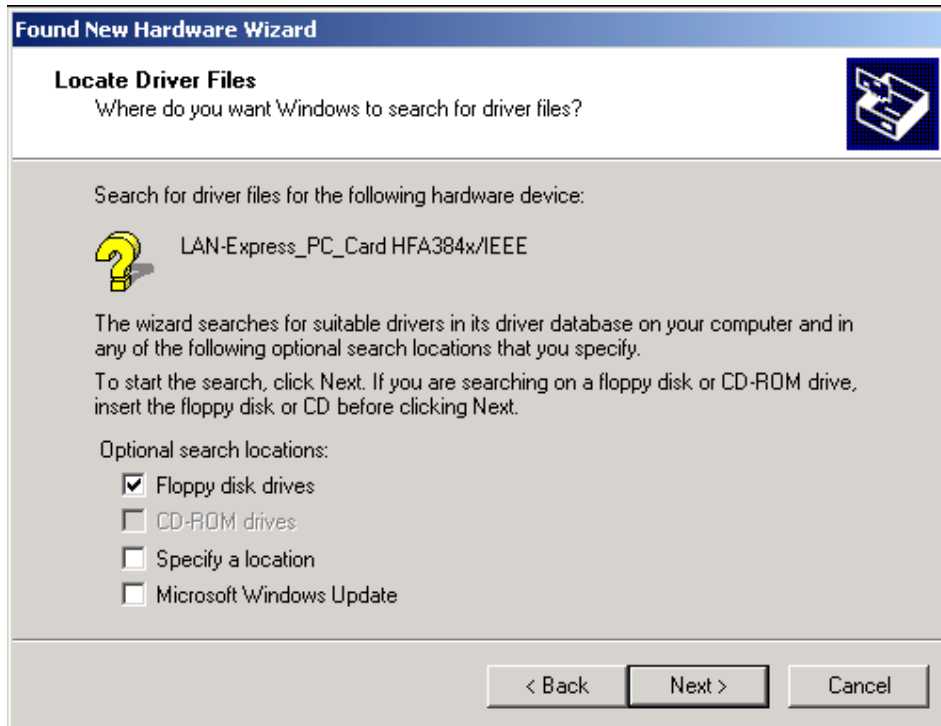 Found New Hardware Wizard
Locate Driver Files
Where do you want Windows to search for driver files?
Search for driver files for the following hardware device:
LAN-Express_PC_Card HFA384x/IEEE
The wizard searches for suitable drivers in its driver database on your computer and in
any of the following optional search locations that you specify.
To start the search, click Next. If you are searching on a floppy disk or CD-ROM drive,
insert the floppy disk or CD before clicking Next.
Optional search locations:
Floppy disk drives
CD-ROM drives
Specify a location
Microsoft Windows Update
< Back Next > Cancel